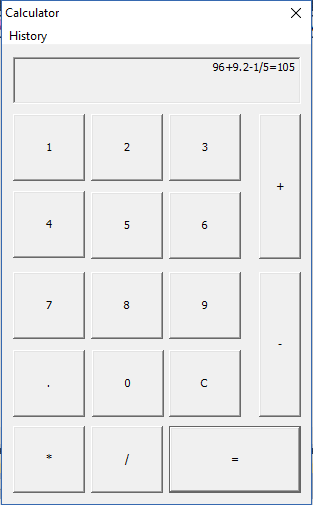 Calculator
History
96+9.2-1/5=105
1 2 3 +
4 5 6
7 8 9 -
. 0 C
* / =